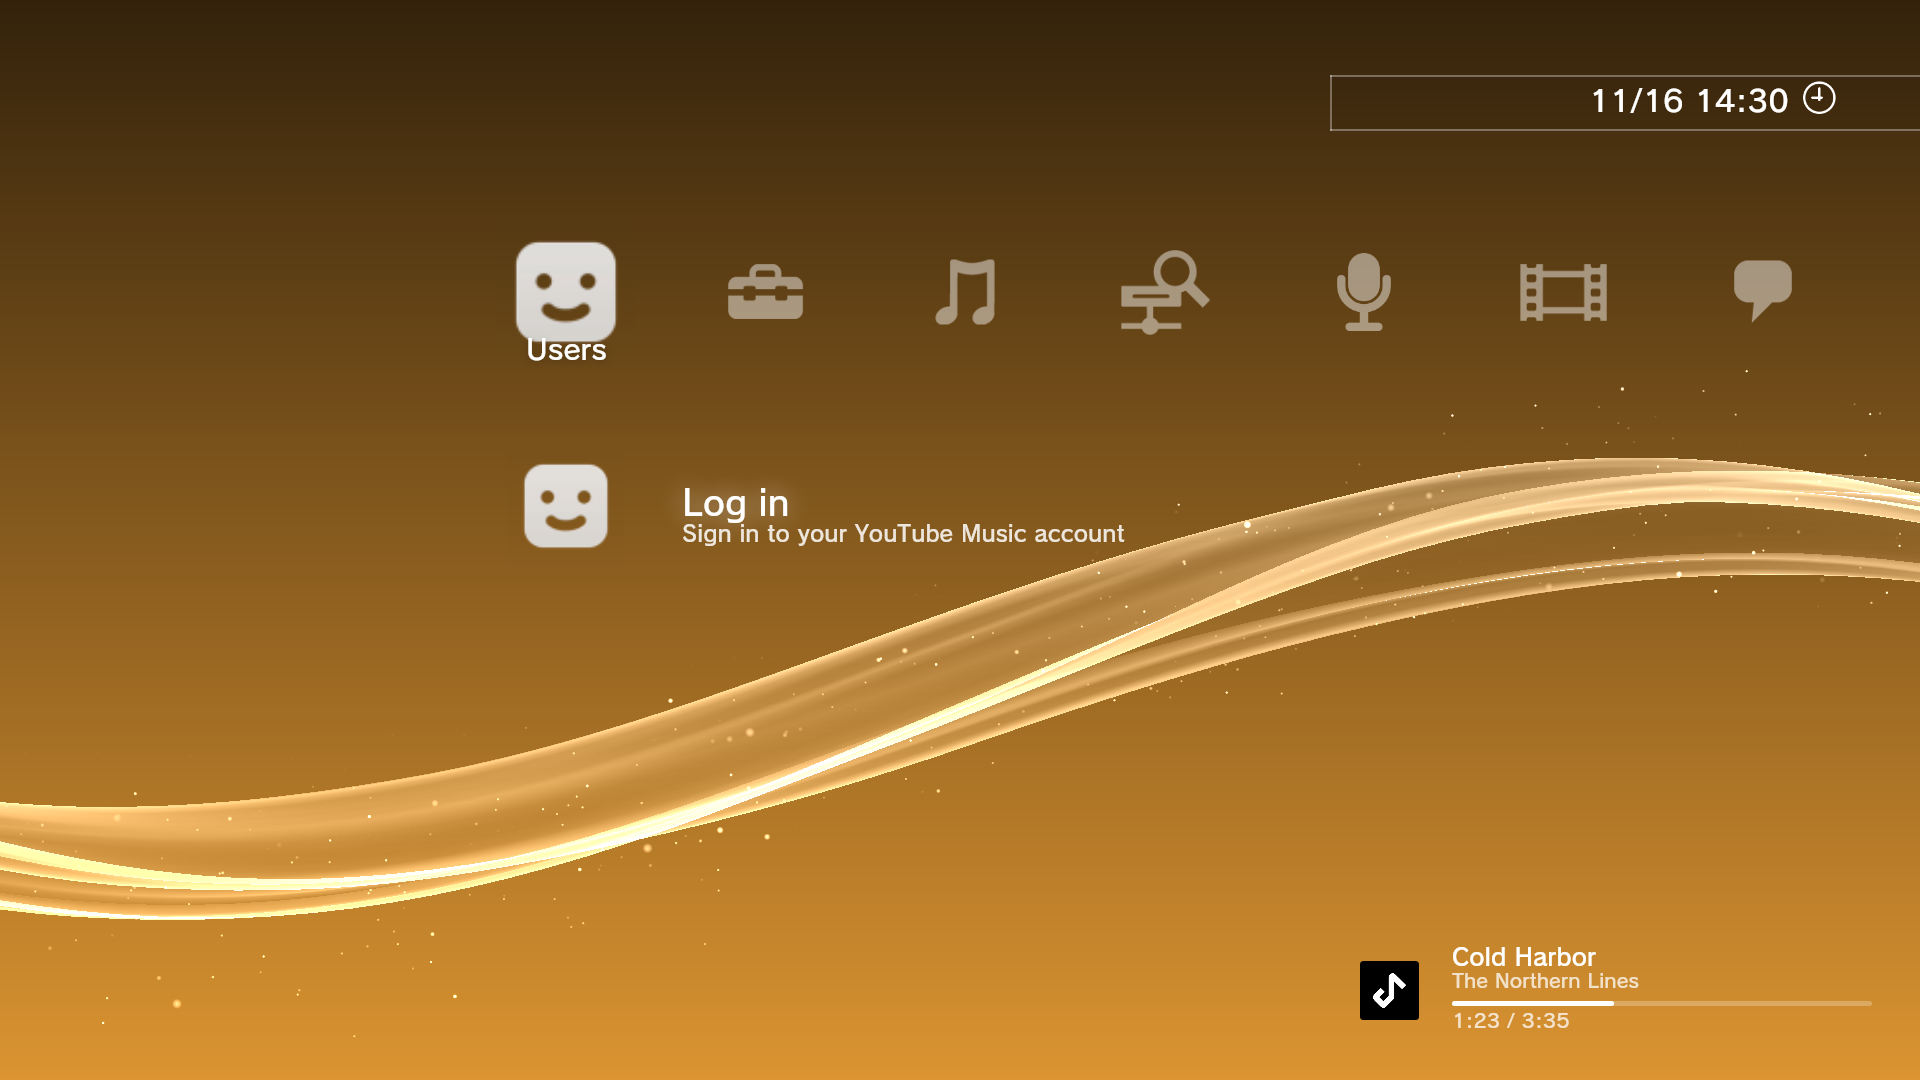 11/16 14:30
Users
Log in
Sign in to your YouTube Music account
Cold Harbor
The Northern Lines
1:23 / 3:35